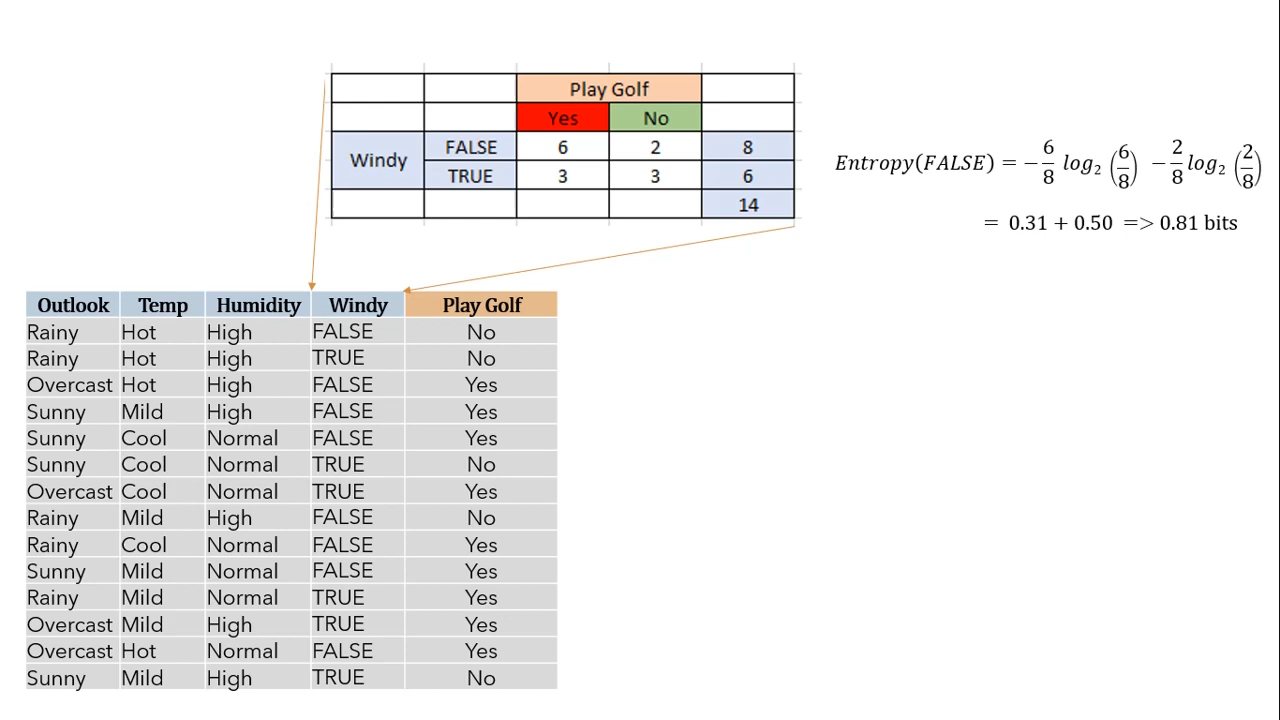 Play Golf
Yes No
Windy FALSE 6 2 8
TRUE 3 3 6
14
Entropy(FALSE) = −6/8 log₂ (6/8) −2/8 log₂ (2/8)
= 0.31 + 0.50 => 0.81 bits
Outlook Temp Humidity Windy Play Golf
Rainy Hot High FALSE No
Rainy Hot High TRUE No
Overcast Hot High FALSE Yes
Sunny Mild High FALSE Yes
Sunny Cool Normal FALSE Yes
Sunny Cool Normal TRUE No
Overcast Cool Normal TRUE Yes
Rainy Mild High FALSE No
Rainy Cool Normal FALSE Yes
Sunny Mild Normal FALSE Yes
Rainy Mild Normal TRUE Yes
Overcast Mild High TRUE Yes
Overcast Hot Normal FALSE Yes
Sunny Mild High TRUE No